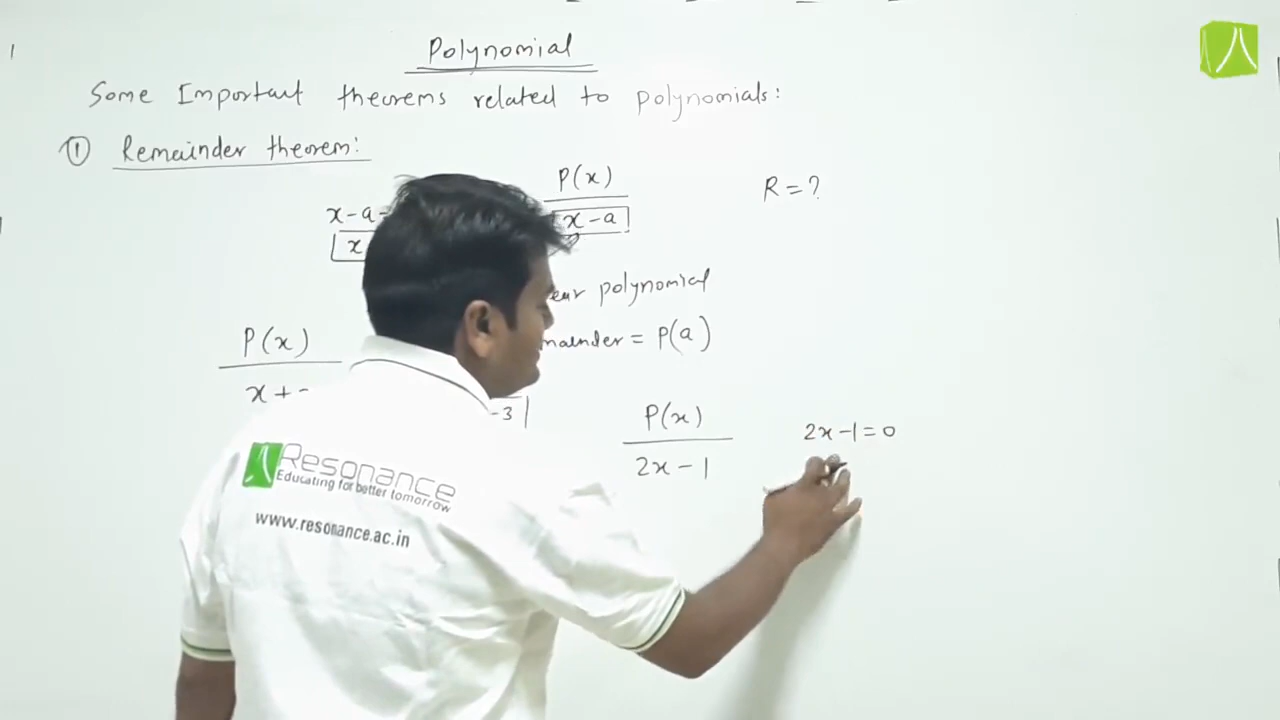 Polynomial
Some Important theorems related to polynomials:
① Remainder theorem:
P(x)
x-a
R = ?
x-a
x
polynomial
P(x)
= P(a)
x+
-3
P(x)
2x-1
2x-1=0
Resonance
Educating for better tomorrow
www.resonance.ac.in